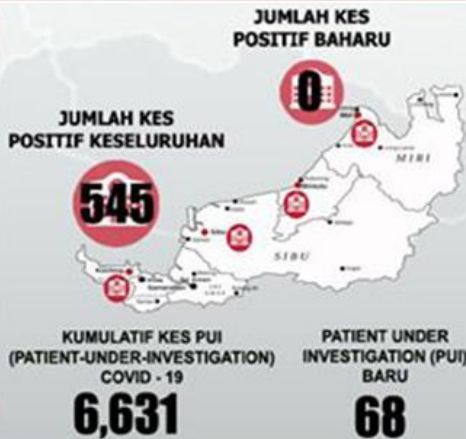 JUMLAH KES
POSITIF BAHARU
0
JUMLAH KES
POSITIF KESELURUHAN
545
MIRI
SIBU
KUMULATIF KES PUI
(PATIENT-UNDER-INVESTIGATION)
COVID - 19
6,631
PATIENT UNDER
INVESTIGATION (PUI)
BARU
68